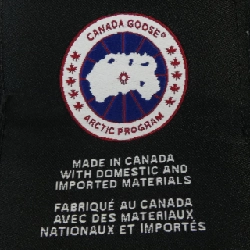 CANADA GOOSE®
ARCTIC PROGRAM
MADE IN CANADA
WITH DOMESTIC AND
IMPORTED MATERIALS
FABRIQUÉ AU CANADA
AVEC DES MATERIAUX
NATIONAUX ET IMPORTÉS